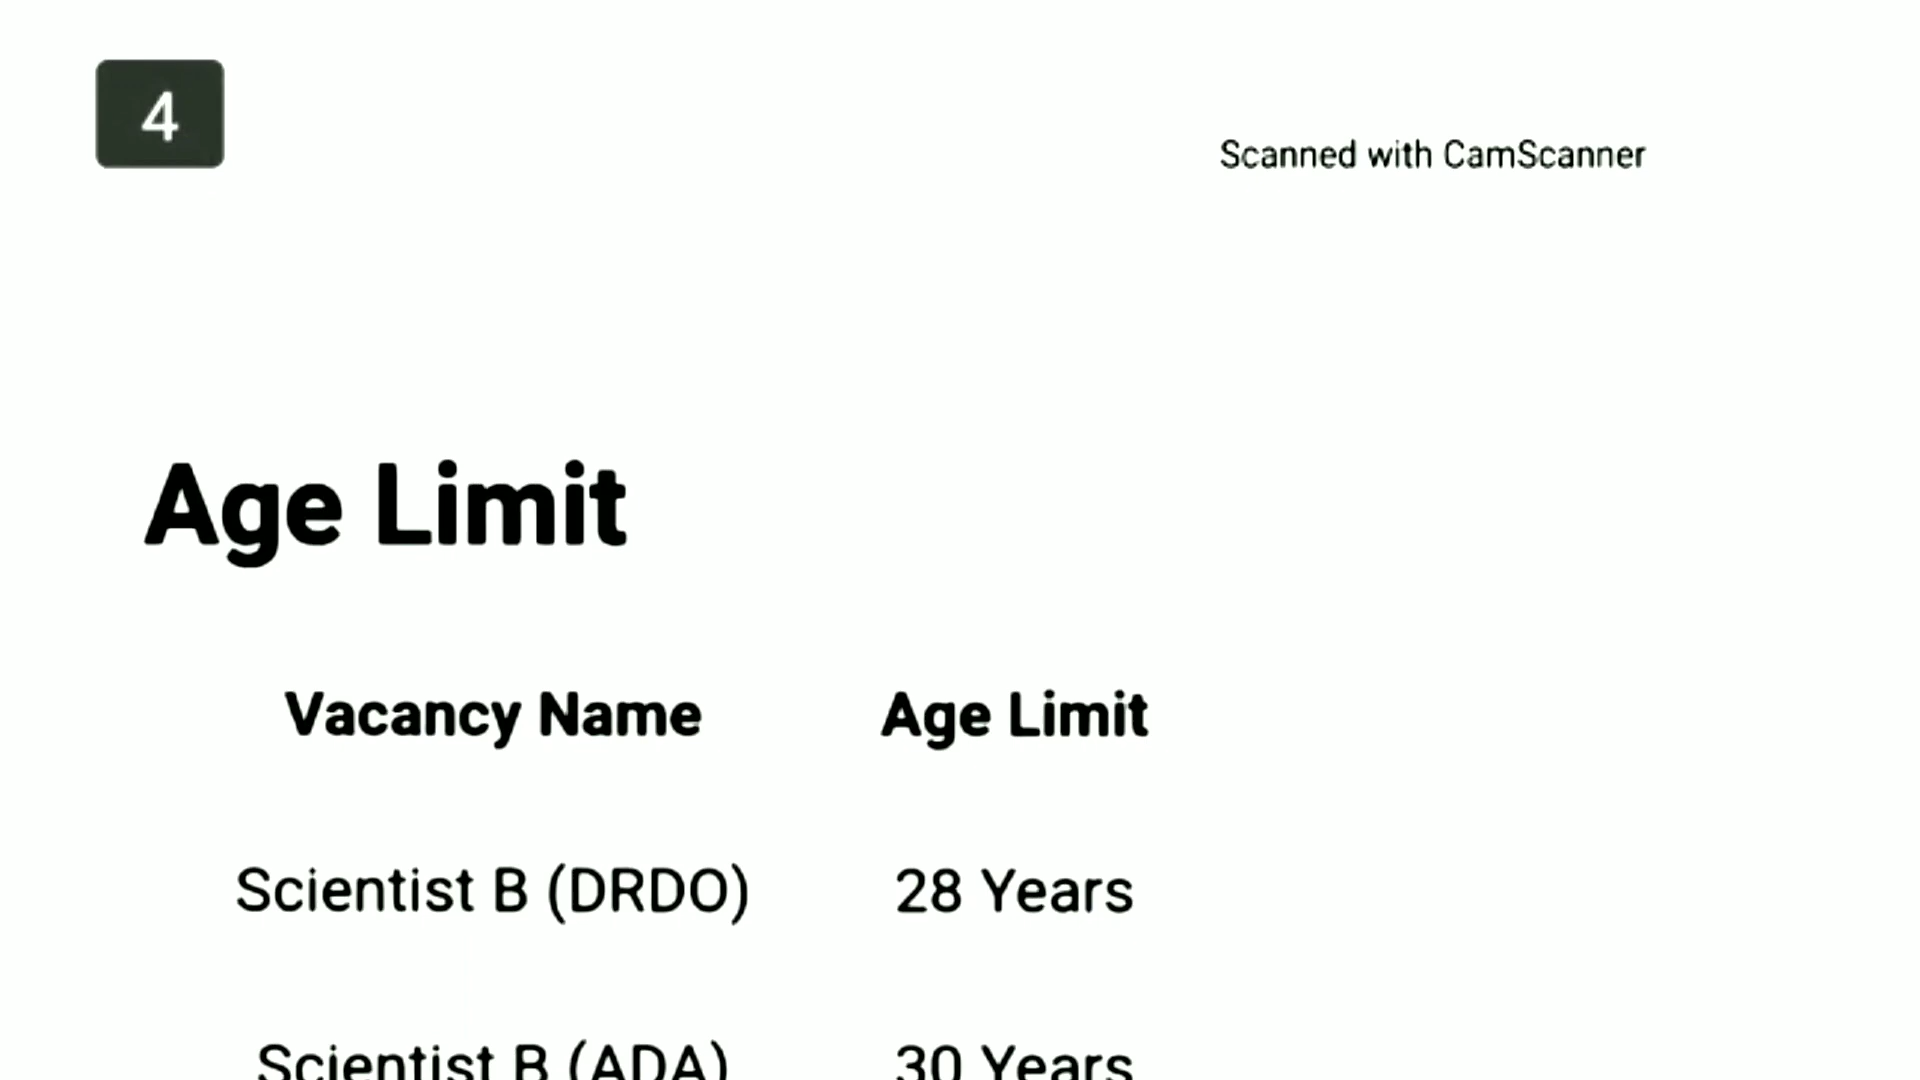 4
Scanned with CamScanner
Age Limit
Vacancy Name Age Limit
Scientist B (DRDO) 28 Years
Scientist B (ADA) 30 Years